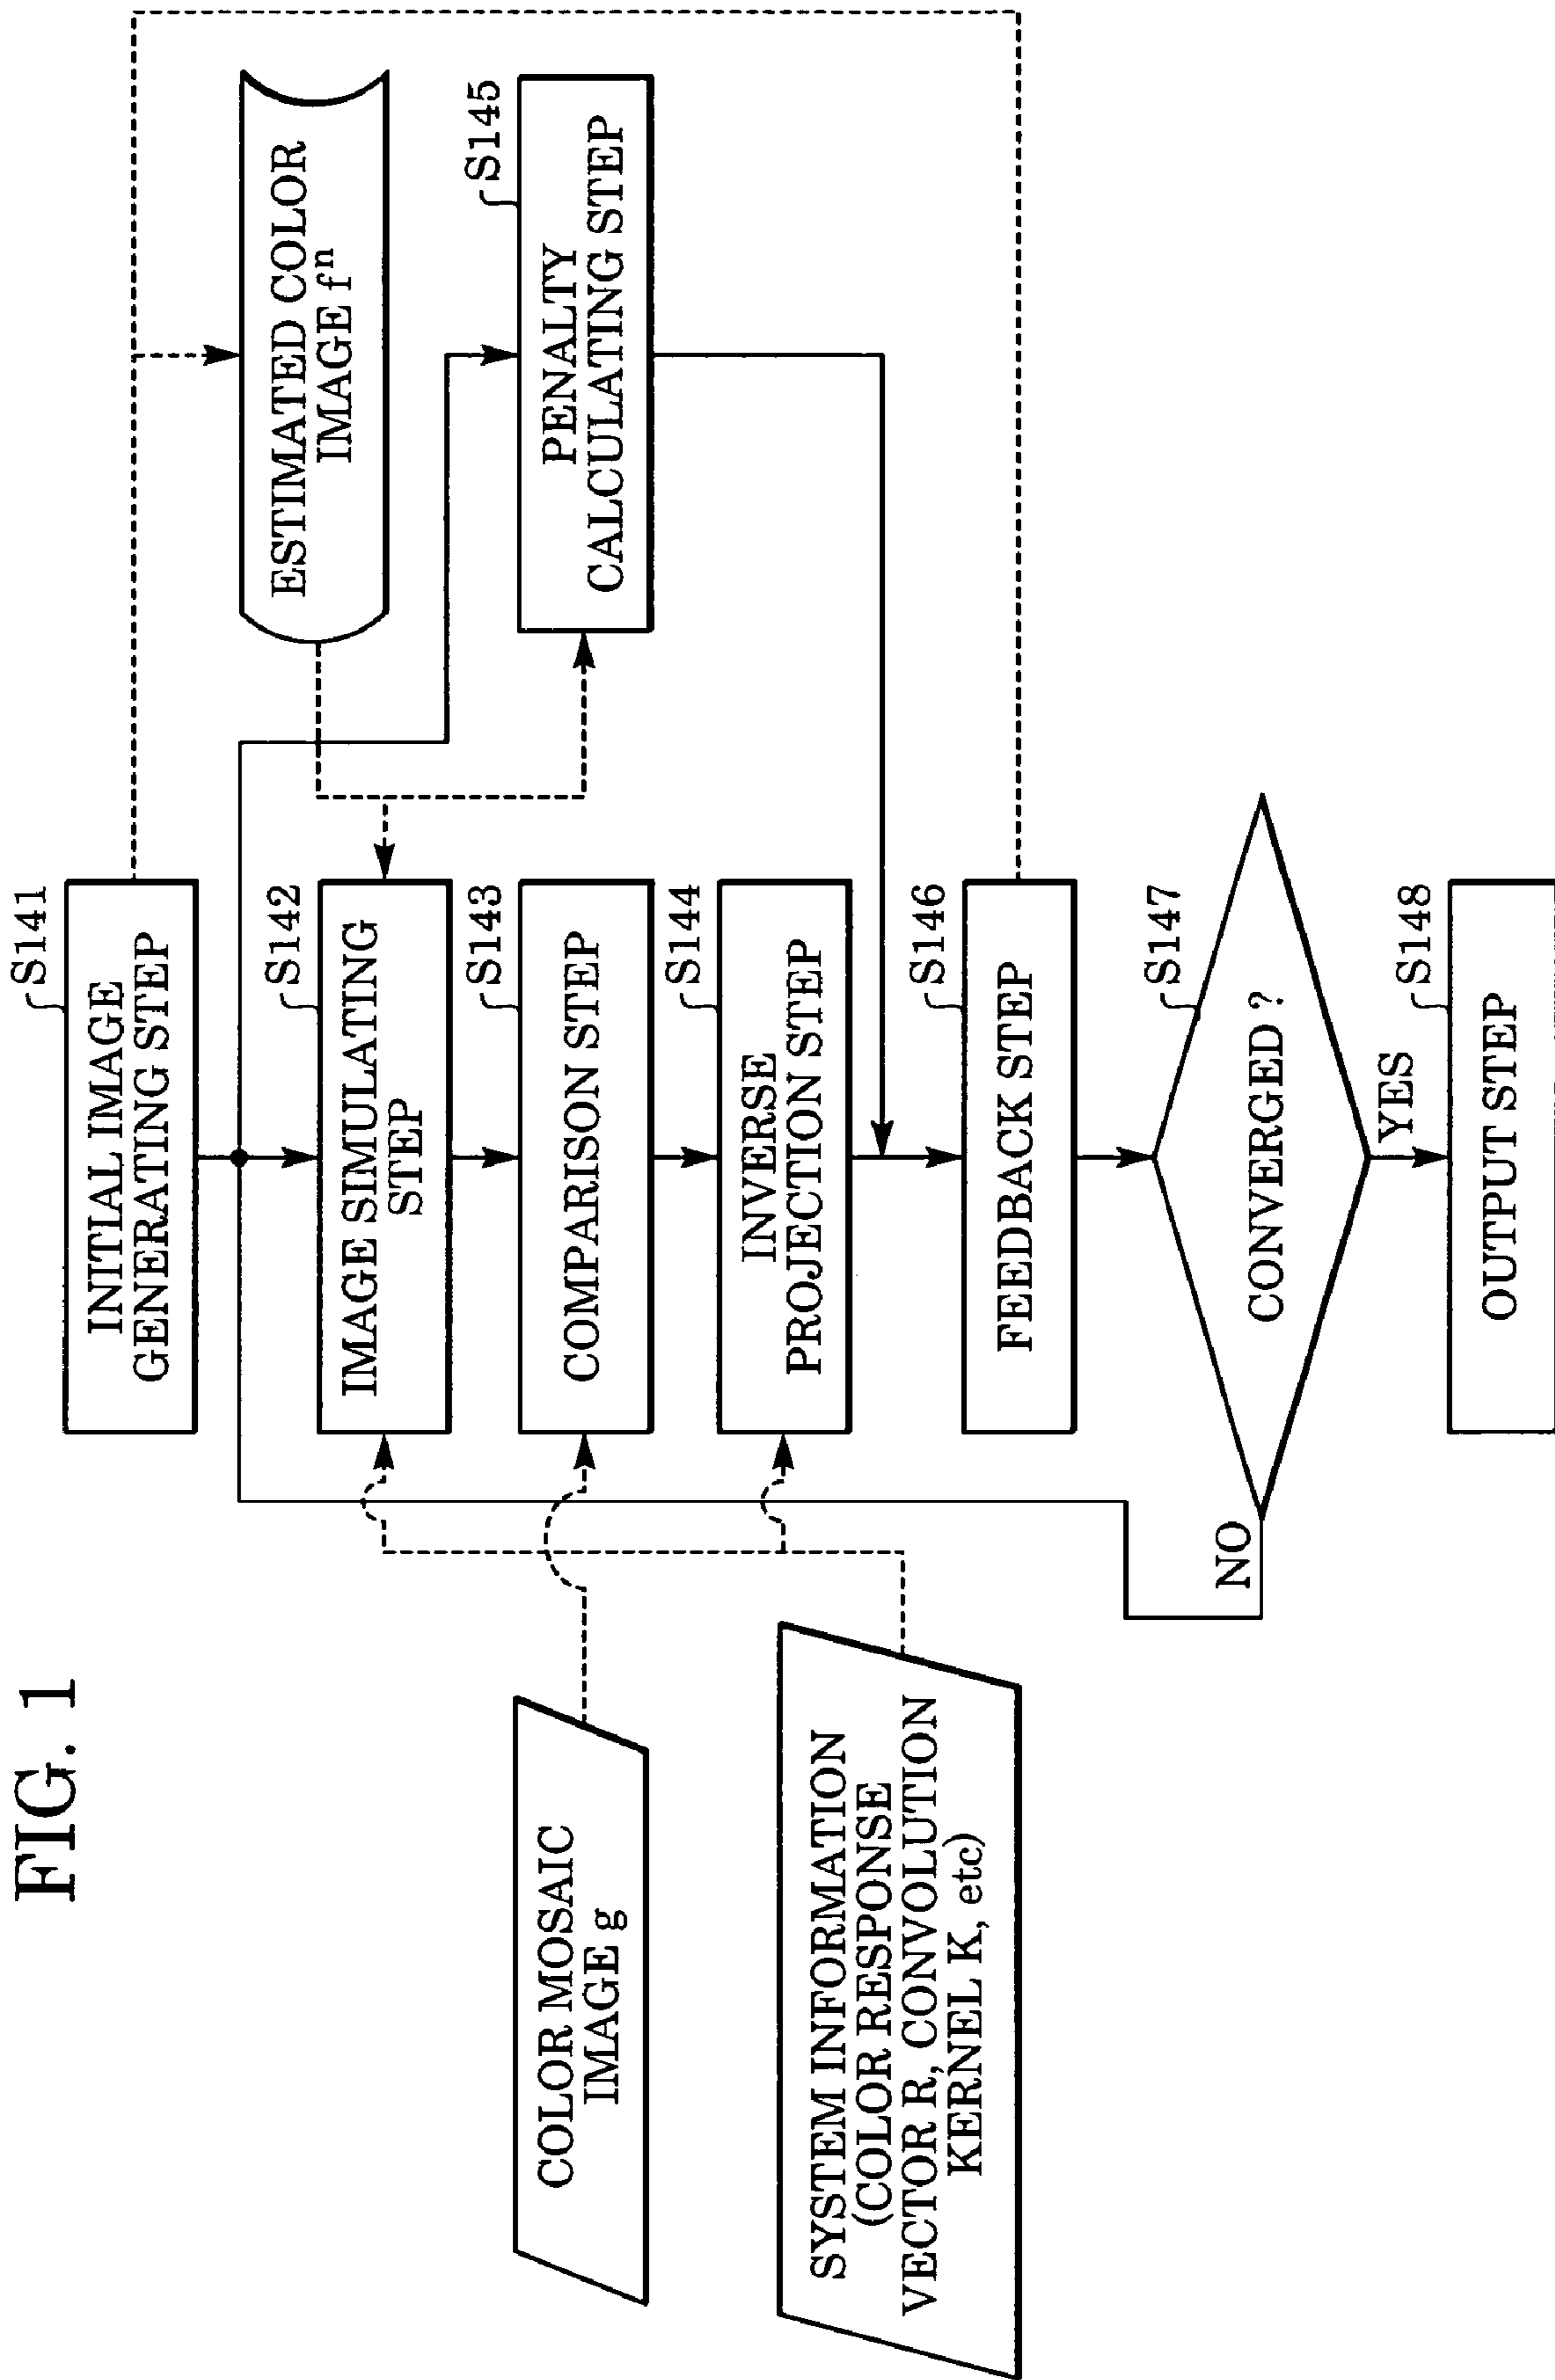 FIG. 1
INITIAL IMAGE
GENERATING STEP
S141
ESTIMATED COLOR
IMAGE fⁿ
IMAGE SIMULATING
STEP
S142
COLOR MOSAIC
IMAGE g
COMPARISON STEP
S143
PENALTY
CALCULATING STEP
S145
SYSTEM INFORMATION
(COLOR RESPONSE
VECTOR R, CONVOLUTION
KERNEL K, etc)
INVERSE
PROJECTION STEP
S144
FEEDBACK STEP
S146
CONVERGED ?
S147
NO
YES
OUTPUT STEP
S148